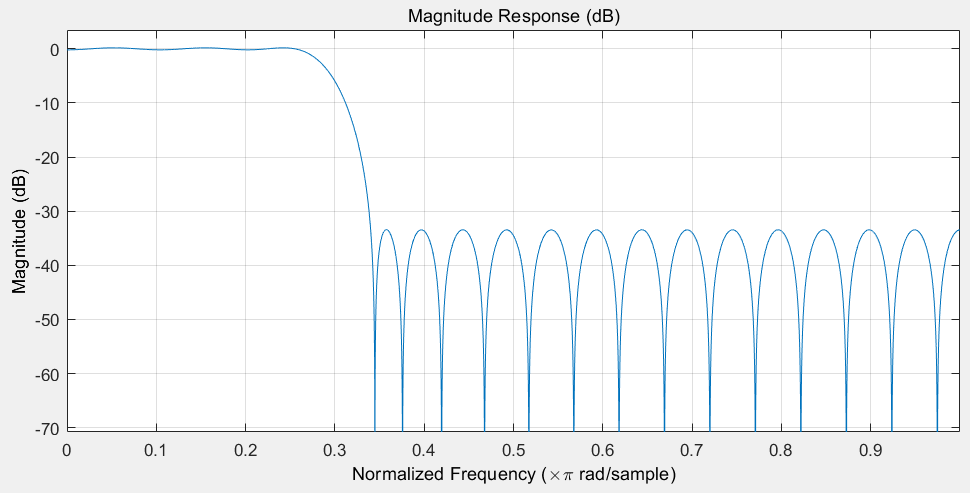 Magnitude Response (dB)
0
-10
-20
-30
-40
-50
-60
-70
Magnitude (dB)
0 0.1 0.2 0.3 0.4 0.5 0.6 0.7 0.8 0.9
Normalized Frequency (×π rad/sample)